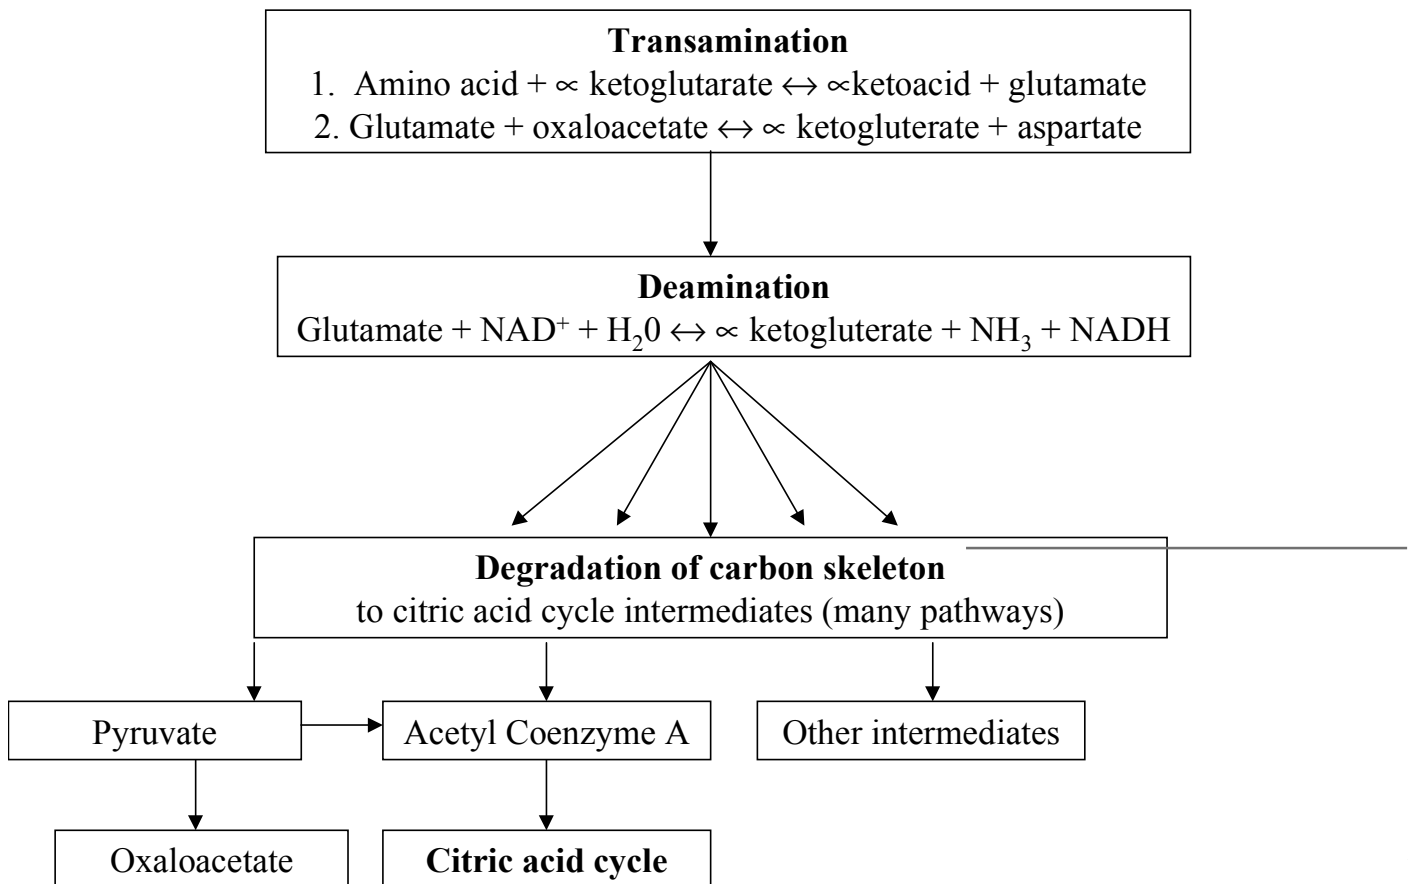 Transamination
1. Amino acid + ∝ ketoglutarate ↔ ∝ketoacid + glutamate
2. Glutamate + oxaloacetate ↔ ∝ ketogluterate + aspartate
Deamination
Glutamate + NAD⁺ + H₂0 ↔ ∝ ketogluterate + NH₃ + NADH
Degradation of carbon skeleton
to citric acid cycle intermediates (many pathways)
Pyruvate
Acetyl Coenzyme A
Other intermediates
Oxaloacetate
Citric acid cycle